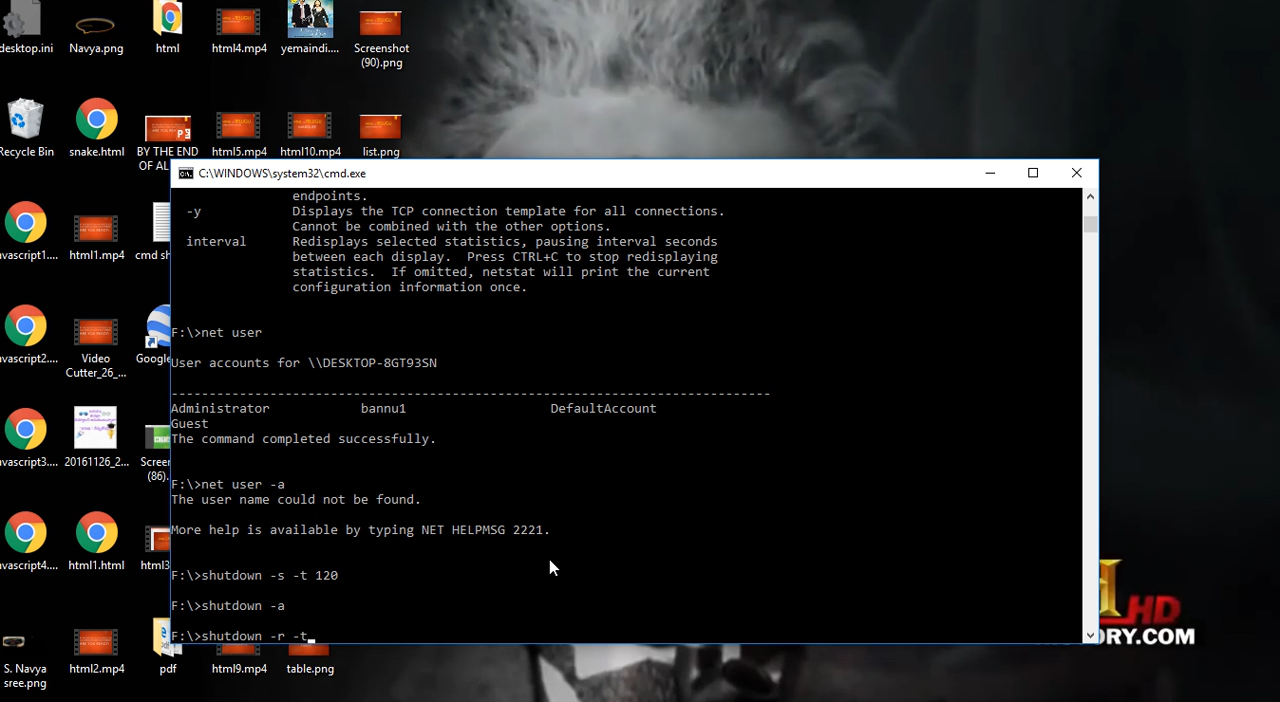 desktop.ini
Navya.png
html
html4.mp4
yemaindi....
Screenshot
(90).png
Recycle Bin
snake.html
BY THE END
OF AL
html5.mp4
html10.mp4
list.png
C:\WINDOWS\system32\cmd.exe
endpoints.
-y Displays the TCP connection template for all connections.
Cannot be combined with the other options.
interval Redisplays selected statistics, pausing interval seconds
between each display. Press CTRL+C to stop redisplaying
statistics. If omitted, netstat will print the current
configuration information once.
F:\>net user
User accounts for \\DESKTOP-8GT93SN
-------------------------------------------------------------------------------
Administrator bannu1 DefaultAccount
Guest
The command completed successfully.
F:\>net user -a
The user name could not be found.
More help is available by typing NET HELPMSG 2221.
F:\>shutdown -s -t 120
F:\>shutdown -a
F:\>shutdown -r -t_
avascript1....
html1.mp4
cmd sh
avascript2....
Video
Cutter_26_...
Google
avascript3....
20161126_2...
Screen
(86).
avascript4....
html1.html
html3
S. Navya
sree.png
html2.mp4
pdf
html9.mp4
table.png
HD
ORY.COM